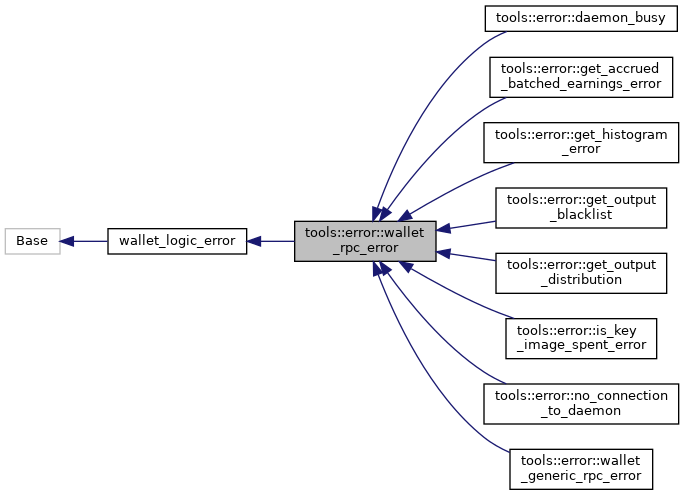 tools::error::daemon_busy
tools::error::get_accrued
_batched_earnings_error
tools::error::get_histogram
_error
tools::error::get_output
_blacklist
Base
wallet_logic_error
tools::error::wallet
_rpc_error
tools::error::get_output
_distribution
tools::error::is_key
_image_spent_error
tools::error::no_connection
_to_daemon
tools::error::wallet
_generic_rpc_error